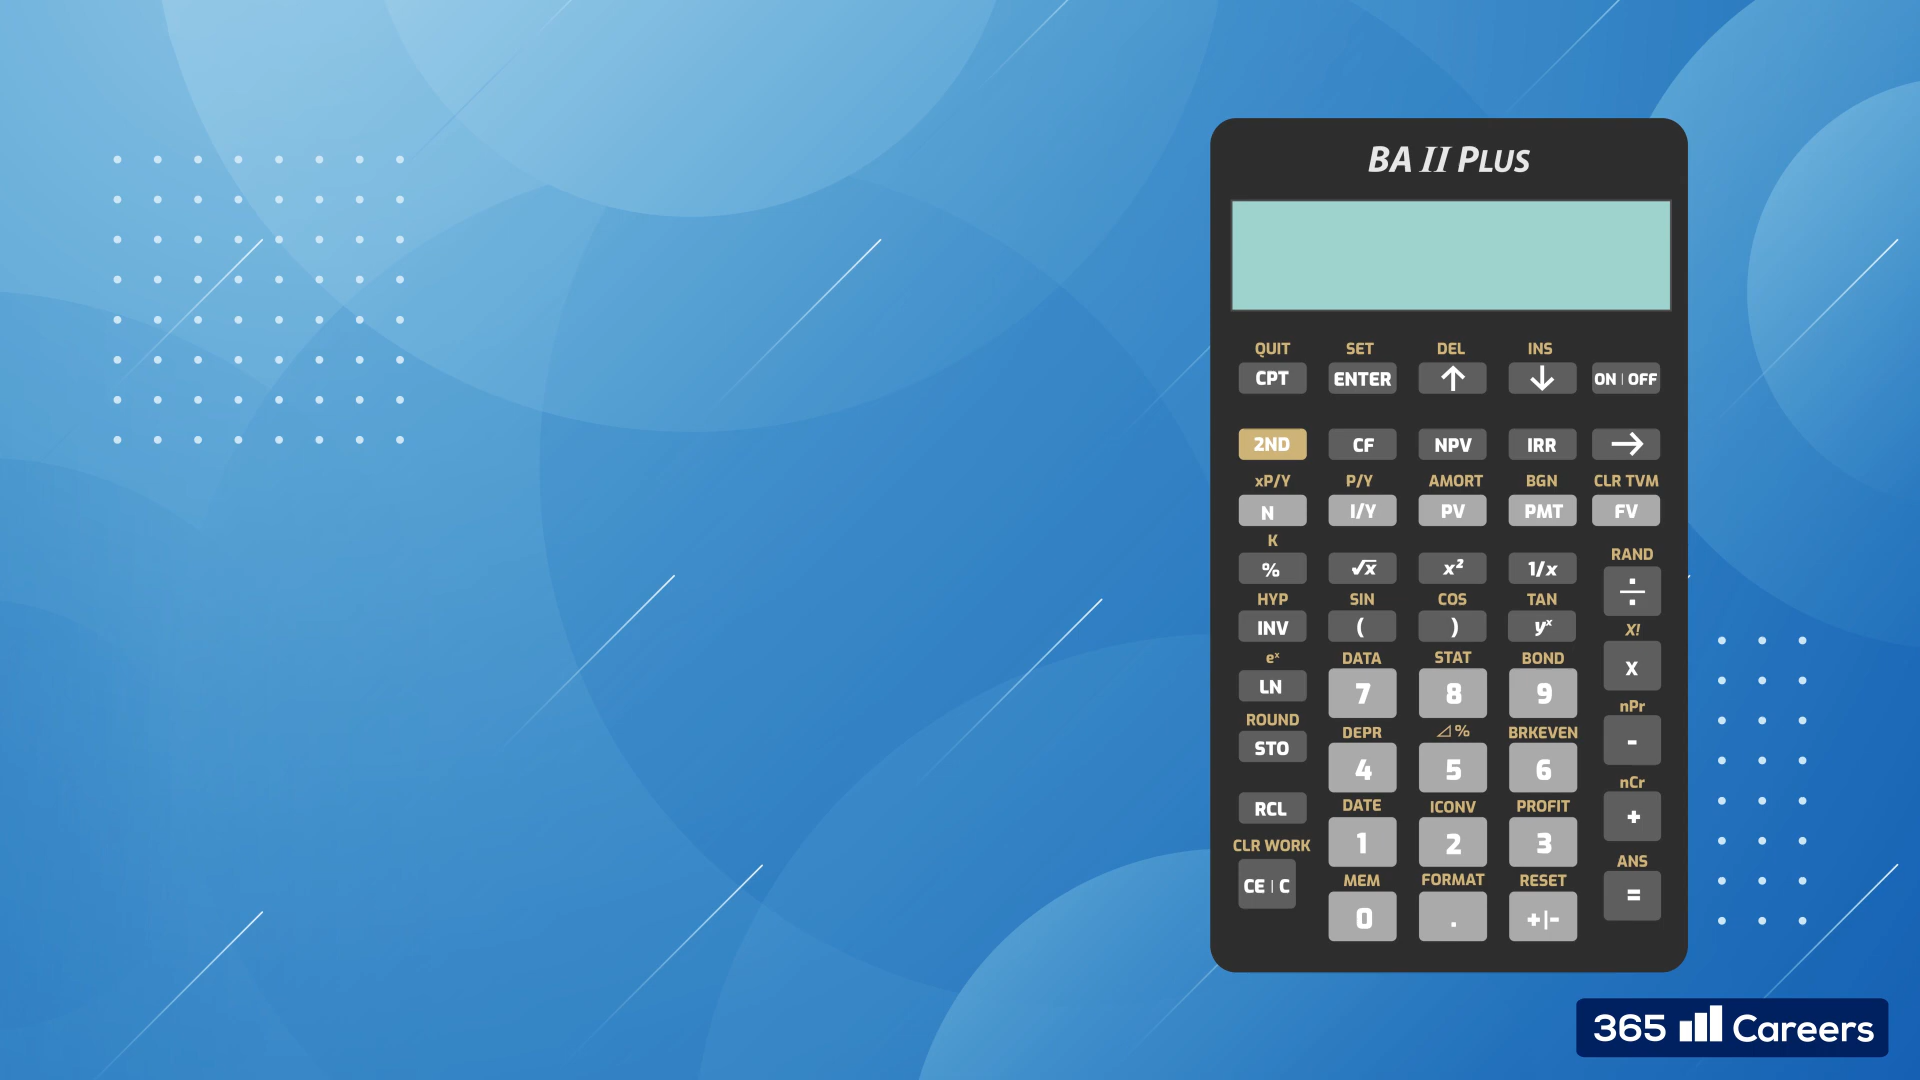 BA II PLUS
QUIT SET DEL INS
CPT ENTER ↑ ↓ ON | OFF
2ND CF NPV IRR →
xP/Y P/Y AMORT BGN CLR TVM
N I/Y PV PMT FV
K RAND
% √x x² 1/x ÷
HYP SIN COS TAN X!
INV ( ) yˣ x
eˣ DATA STAT BOND
LN 7 8 9 nPr
ROUND DEPR ⊿% BRKEVEN -
STO 4 5 6 nCr
DATE ICONV PROFIT
RCL 1 2 3 +
CLR WORK MEM FORMAT RESET ANS
CE | C 0 . +|- =
365 Careers